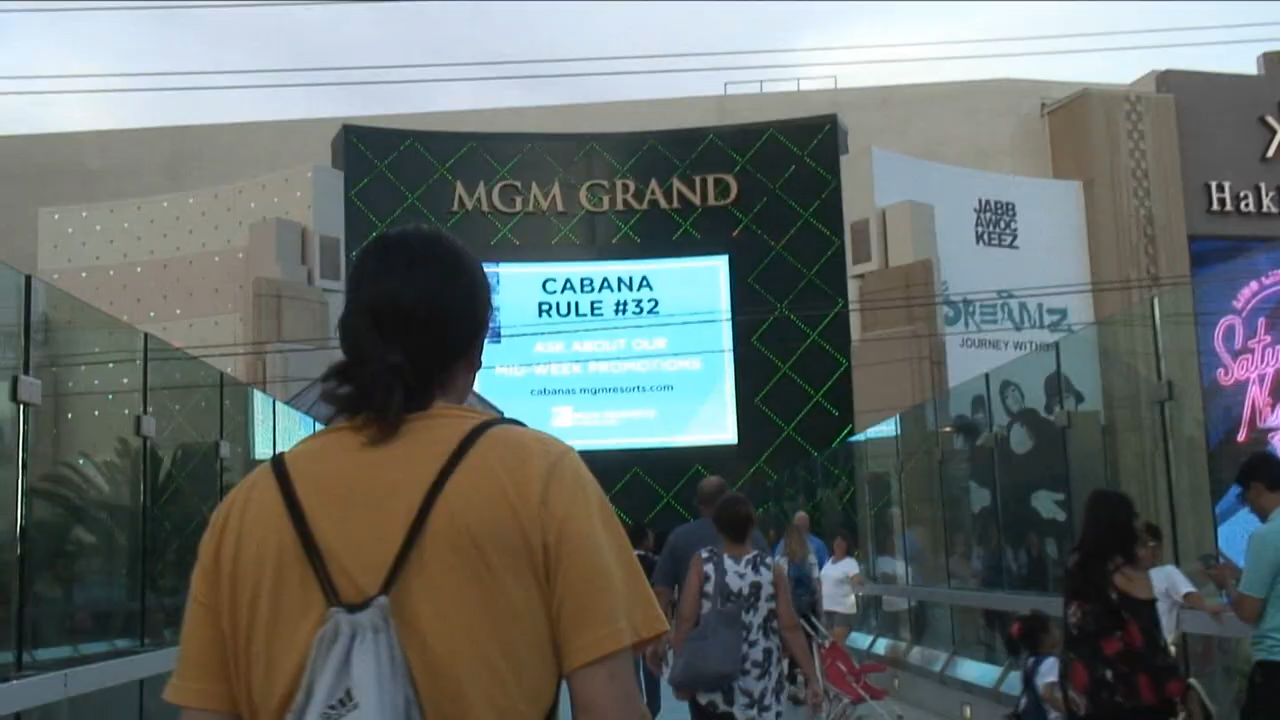 MGM GRAND
CABANA
RULE #32
ASK ABOUT OUR
MID-WEEK PROMOTIONS
cabanas.mgmresorts.com
JABB
AWOC
KEEZ
DREAMZ
JOURNEY WITHIN
Hak